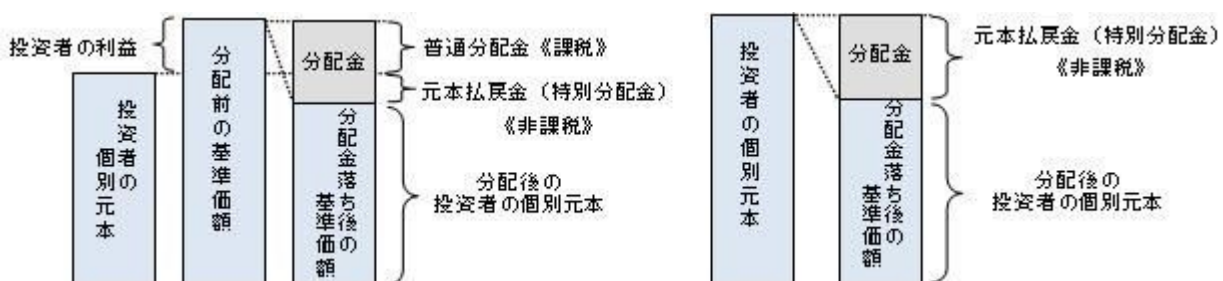 投資者の利益
投資者の
個別元本
分配前の基準価額
分配金
分配金落ち後の
基準価額
普通分配金《課税》
元本払戻金（特別分配金）
《非課税》
分配後の
投資者の個別元本
投資者の個別元本
分配金
分配金落ち後の
基準価額
元本払戻金（特別分配金）
《非課税》
分配後の
投資者の個別元本